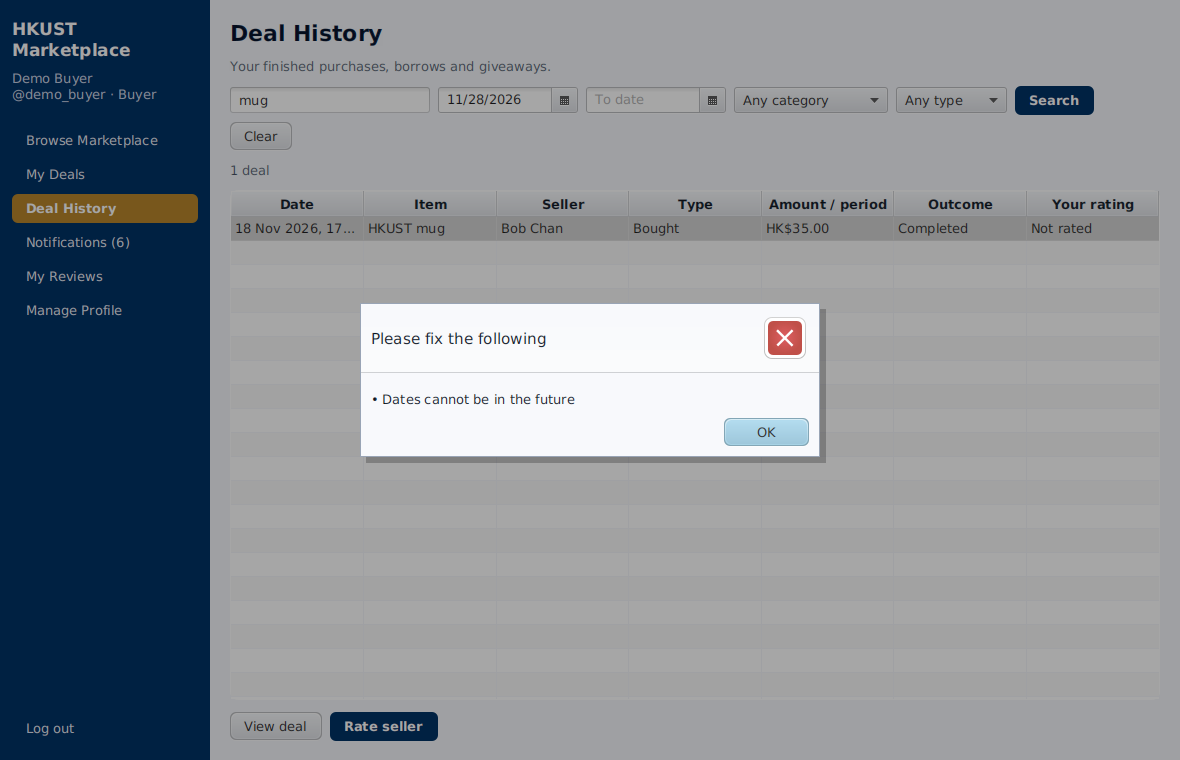 HKUST
Marketplace
Demo Buyer
@demo_buyer · Buyer
Browse Marketplace
My Deals
Deal History
Notifications (6)
My Reviews
Manage Profile
Log out
Deal History
Your finished purchases, borrows and giveaways.
mug 11/28/2026 To date Any category Any type Search
Clear
1 deal
Date Item Seller Type Amount / period Outcome Your rating
18 Nov 2026, 17... HKUST mug Bob Chan Bought HK$35.00 Completed Not rated
Please fix the following
• Dates cannot be in the future
OK
View deal Rate seller